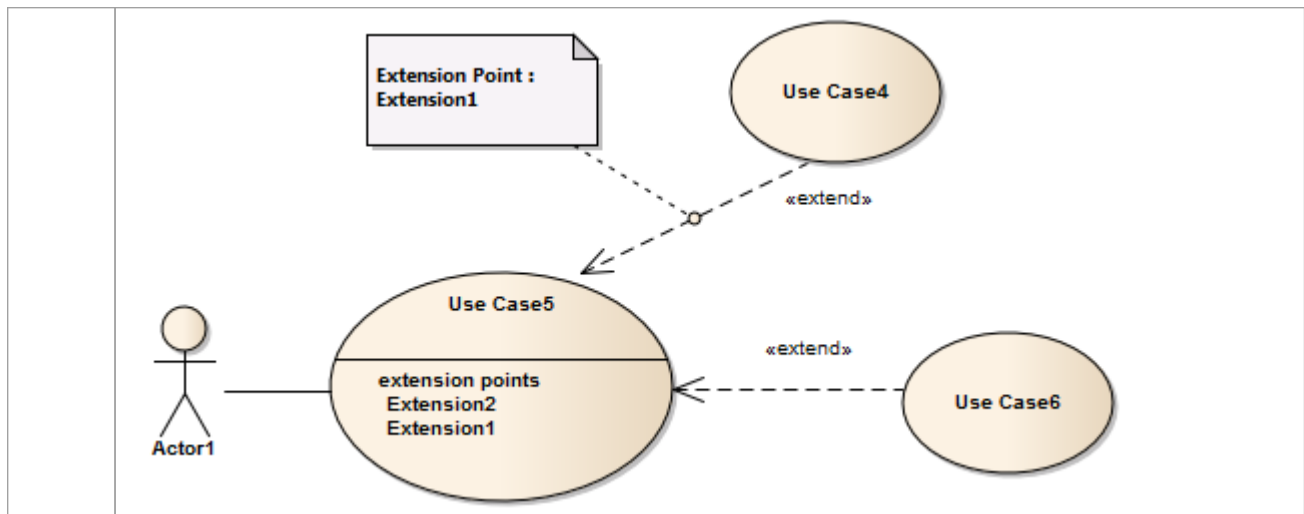 Extension Point :
Extension1
Use Case4
«extend»
Use Case5
extension points
Extension2
Extension1
«extend»
Use Case6
Actor1